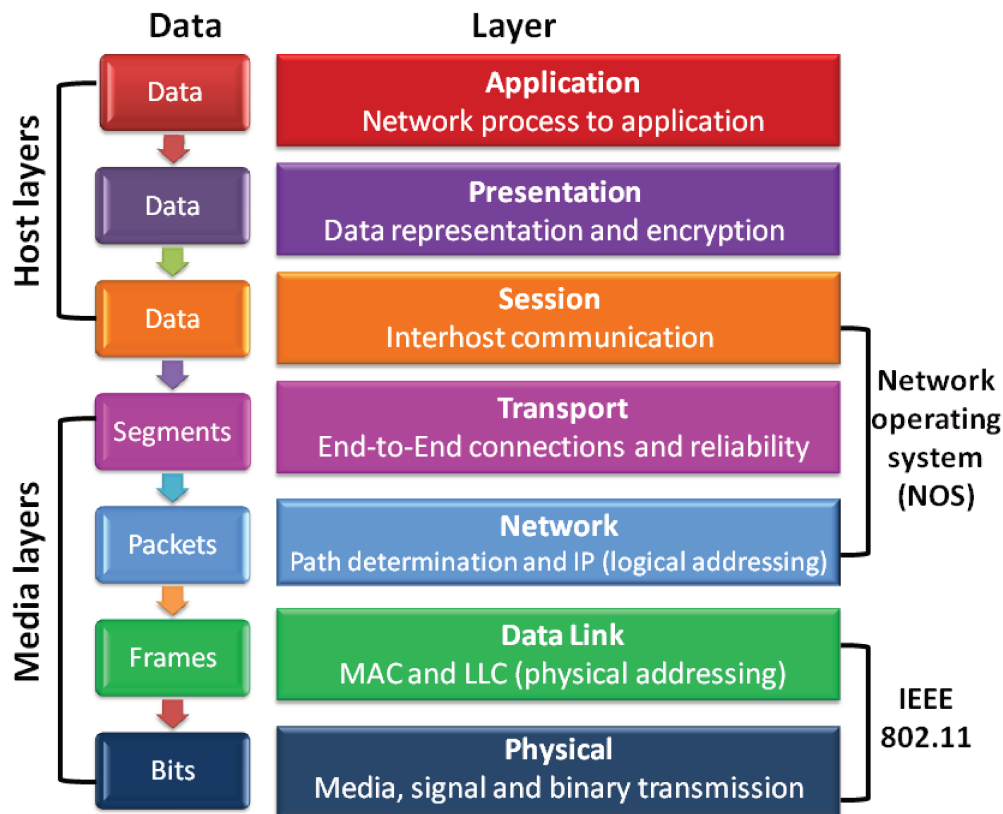 Data
Layer
Host layers
Data
Application
Network process to application
Data
Presentation
Data representation and encryption
Data
Session
Interhost communication
Media layers
Segments
Transport
End-to-End connections and reliability
Packets
Network
Path determination and IP (logical addressing)
Frames
Data Link
MAC and LLC (physical addressing)
Bits
Physical
Media, signal and binary transmission
Network
operating
system
(NOS)
IEEE
802.11